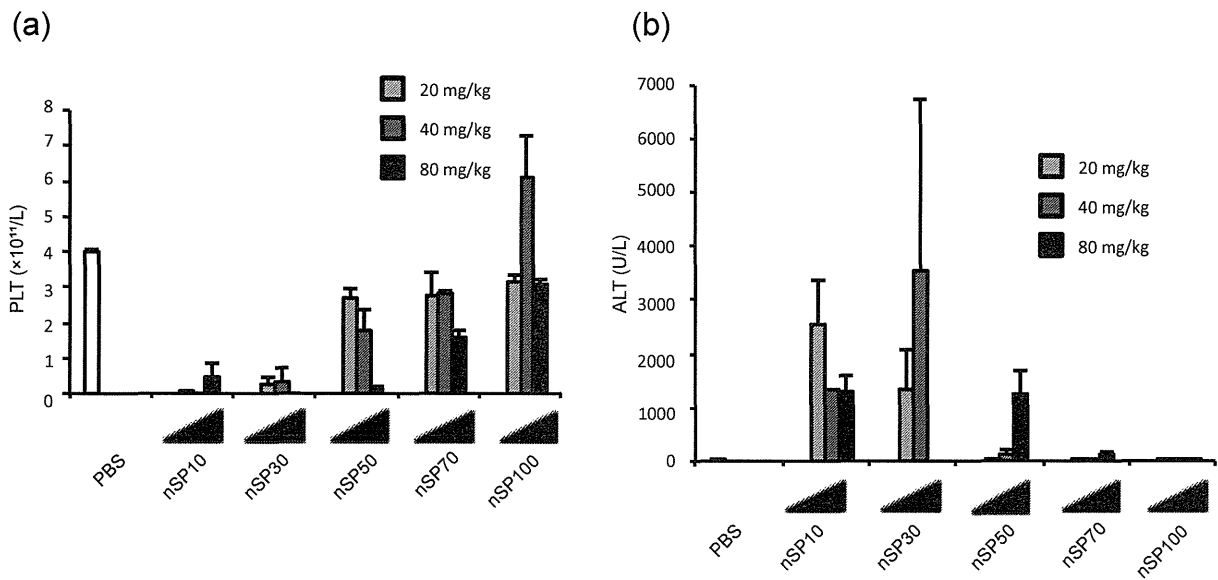 (a)
20 mg/kg
40 mg/kg
80 mg/kg
PLT (×10¹¹/L)
8
7
6
5
4
3
2
1
0
PBS
nSP10
nSP30
nSP50
nSP70
nSP100
(b)
20 mg/kg
40 mg/kg
80 mg/kg
ALT (U/L)
7000
6000
5000
4000
3000
2000
1000
0
PBS
nSP10
nSP30
nSP50
nSP70
nSP100